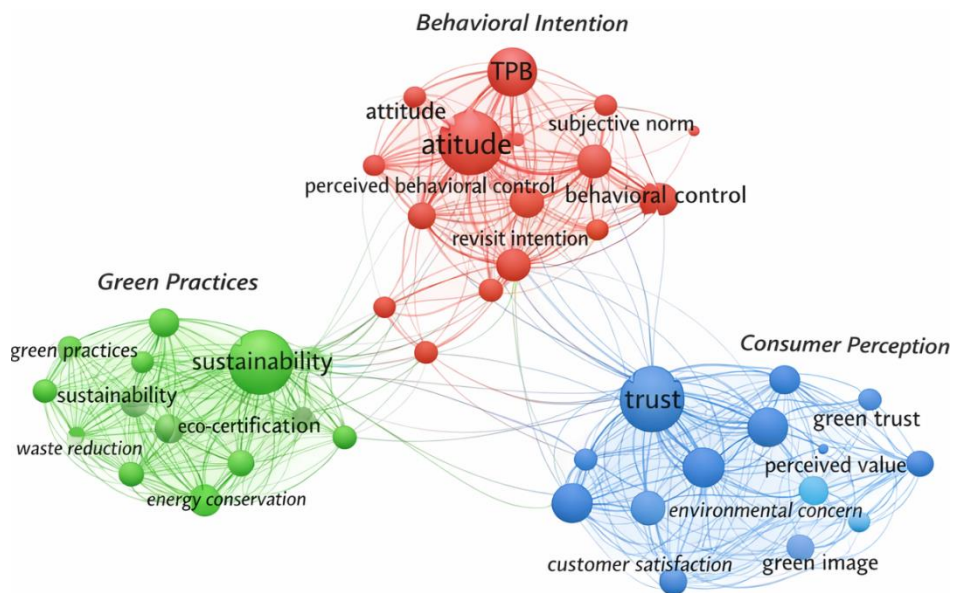 Behavioral Intention
TPB
attitude
subjective norm
atitude
perceived behavioral control
behavioral control
revisit intention
Green Practices
green practices
sustainability
sustainability
eco-certification
waste reduction
energy conservation
Consumer Perception
trust
green trust
perceived value
environmental concern
customer satisfaction
green image